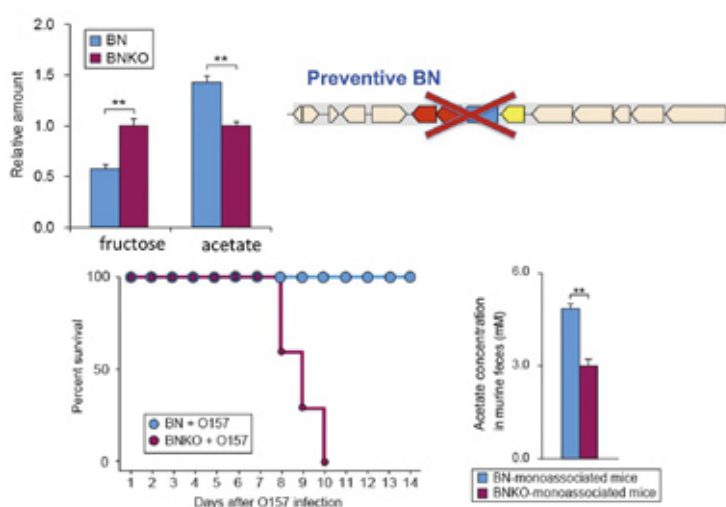 BN
BNKO
Relative amount
2.0
1.5
1.0
0.5
0.0
**
**
fructose
acetate
Preventive BN
Percent survival
100
50
0
BN + O157
BNKO + O157
1 2 3 4 5 6 7 8 9 10 11 12 13 14
Days after O157 infection
Acetate concentration
in murine feces (mM)
6.0
3.0
0.0
**
BN-monoassociated mice
BNKO-monoassociated mice